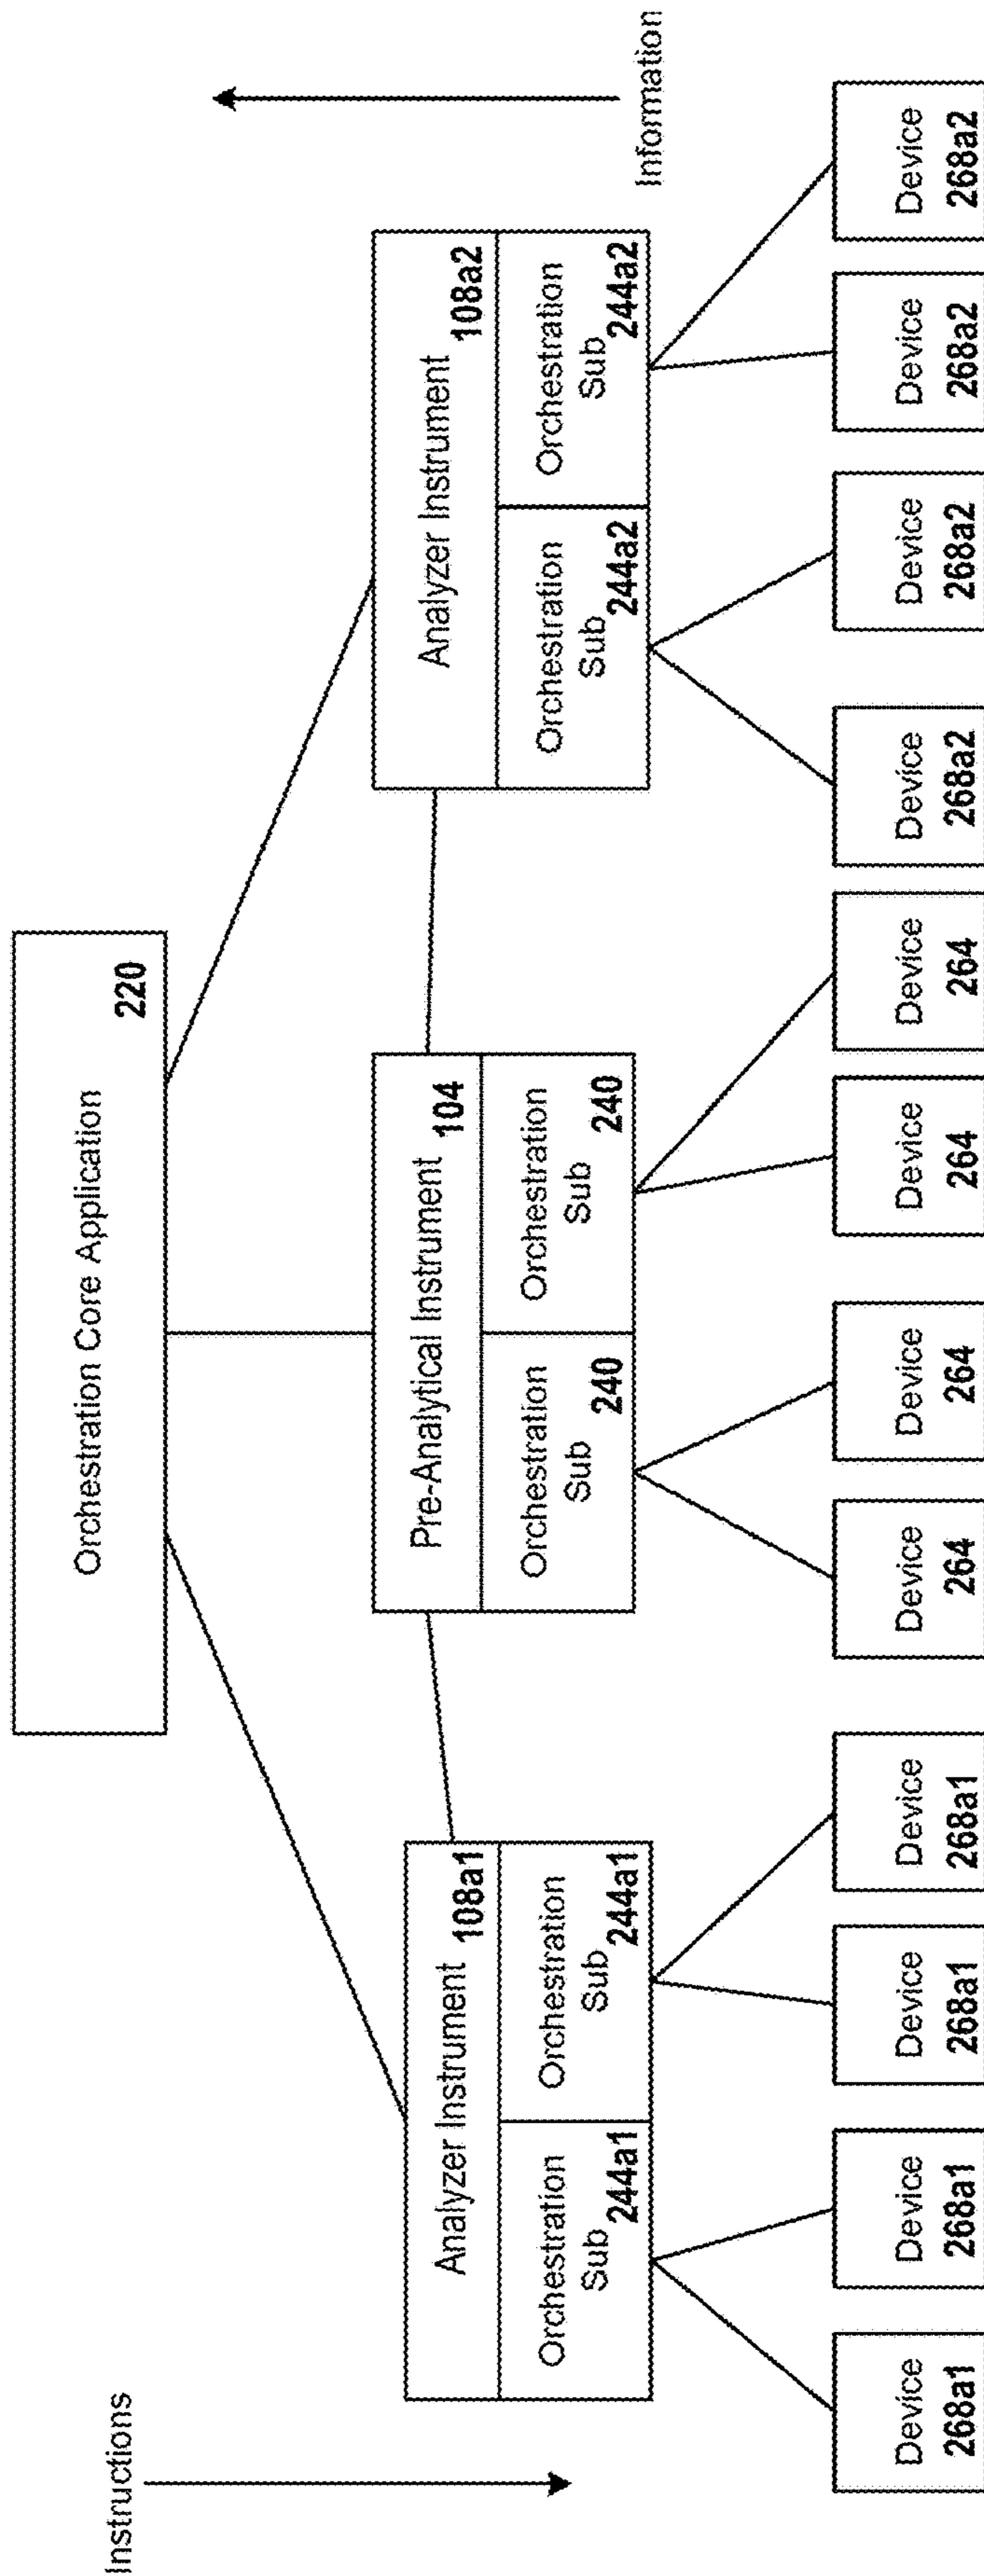 Instructions
Orchestration Core Application
220
Information
Analyzer Instrument
108a1
Orchestration
Sub
244a1
Orchestration
Sub
244a1
Pre-Analytical Instrument
104
Orchestration
Sub
240
Orchestration
Sub
240
Analyzer Instrument
108a2
Orchestration
Sub
244a2
Orchestration
Sub
244a2
Device
268a1
Device
268a1
Device
268a1
Device
268a1
Device
264
Device
264
Device
264
Device
264
Device
268a2
Device
268a2
Device
268a2
Device
268a2